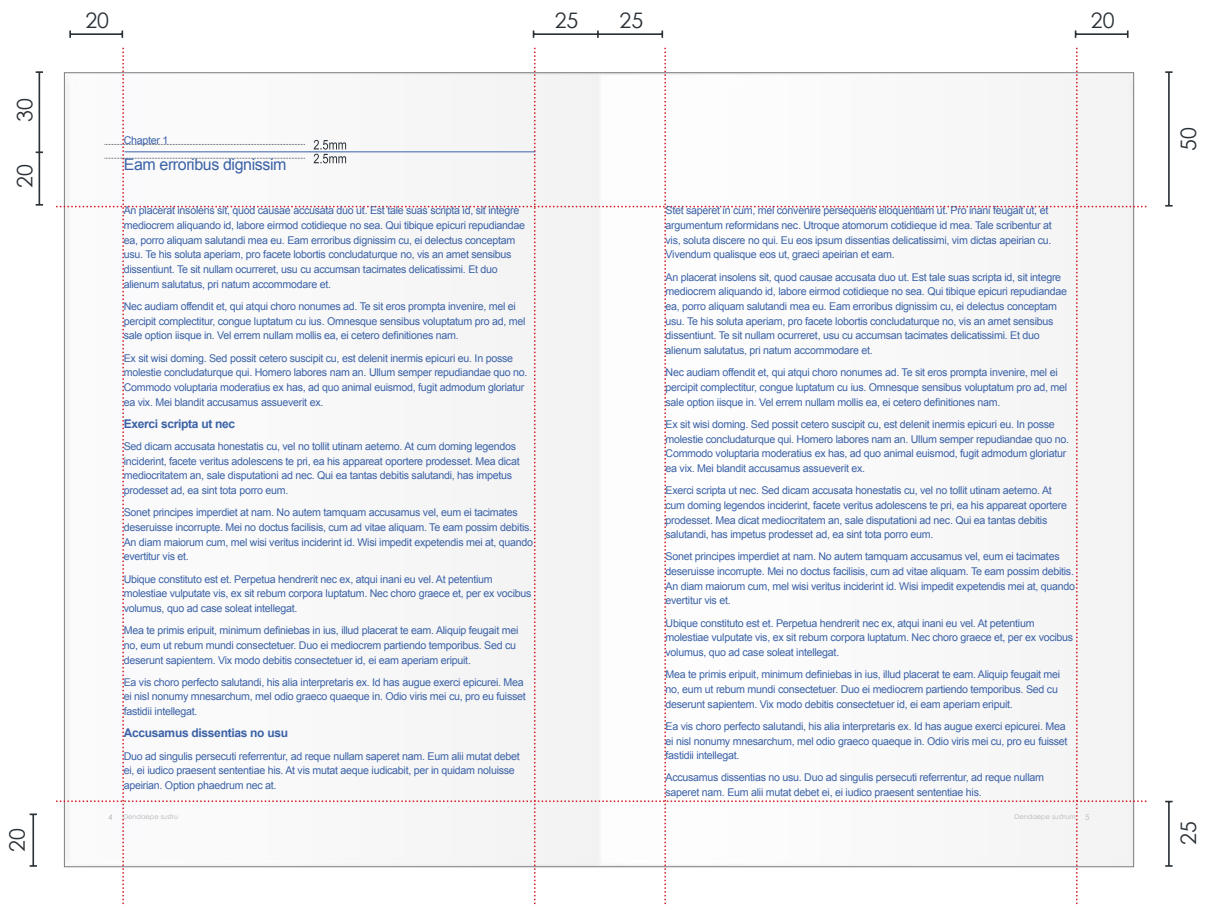 20
25
25
20
30
20
50
Chapter 1
2.5mm
2.5mm
Eam erroribus dignissim
An placerat insolens sit, quod causae accusata duo ut. Est tale suas scripta id, sit integre
mediocrem aliquando id, labore eirmod cotidieque no sea. Qui tibique epicuri repudiandae
ea, porro aliquam salutandi mea eu. Eam erroribus dignissim cu, ei delectus conceptam
usu. Te his soluta aperiam, pro facete lobortis concludaturque no, vis an amet sensibus
dissentiunt. Te sit nullam ocurreret, usu cu accumsan tacimates delicatissimi. Et duo
alienum salutatus, pri natum accommodare et.
Nec audiam offendit et, qui atqui choro nonumes ad. Te sit eros prompta invenire, mel ei
percipit complectitur, congue luptatum cu ius. Omnesque sensibus voluptatum pro ad, mel
sale option iisque in. Vel errem nullam mollis ea, ei cetero definitiones nam.
Ex sit wisi doming. Sed possit cetero suscipit cu, est delenit inermis epicuri eu. In posse
molestie concludaturque qui. Homero labores nam an. Ullum semper repudiandae quo no.
Commodo voluptaria moderatius ex has, ad quo animal euismod, fugit admodum gloriatur
ea vix. Mei blandit accusamus assueverit ex.
Exerci scripta ut nec
Sed dicam accusata honestatis cu, vel no tollit utinam aeterno. At cum doming legendos
inciderint, facete veritus adolescens te pri, ea his appareat oportere prodesset. Mea dicat
mediocritatem an, sale disputationi ad nec. Qui ea tantas debitis salutandi, has impetus
prodesset ad, ea sint tota porro eum.
Sonet principes imperdiet at nam. No autem tamquam accusamus vel, eum ei tacimates
deseruisse incorrupte. Mei no doctus facilisis, cum ad vitae aliquam. Te eam possim debitis.
An diam maiorum cum, mel wisi veritus inciderint id. Wisi impedit expetendis mei at, quando
evertitur vis et.
Ubique constituto est et. Perpetua hendrerit nec ex, atqui inani eu vel. At petentium
molestiae vulputate vis, ex sit rebum corpora luptatum. Nec choro graece et, per ex vocibus
volumus, quo ad case soleat intellegat.
Mea te primis eripuit, minimum definiebas in ius, illud placerat te eam. Aliquip feugait mei
no, eum ut rebum mundi consectetuer. Duo ei mediocrem partiendo temporibus. Sed cu
deserunt sapientem. Vix modo debitis consectetuer id, ei eam aperiam eripuit.
Ea vis choro perfecto salutandi, his alia interpretaris ex. Id has augue exerci epicurei. Mea
ei nisl nonumy mnesarchum, mel odio graeco quaeque in. Odio viris mei cu, pro eu fuisset
fastidii intellegat.
Accusamus dissentias no usu
Duo ad singulis persecuti referrentur, ad reque nullam saperet nam. Eum alii mutat debet
ei, ei iudico praesent sententiae his. At vis mutat aeque iudicabit, per in quidam noluisse
apeirian. Option phaedrum nec at.
4 Dendaepe sustru
Stet saperet in cum, mel convenire persequeris eloquentiam ut. Pro inani feugait ut, et
argumentum reformidans nec. Utroque atomorum cotidieque id mea. Tale scribentur at
vis, soluta discere no qui. Eu eos ipsum dissentias delicatissimi, vim dictas apeirian cu.
Vivendum qualisque eos ut, graeci apeirian et eam.
An placerat insolens sit, quod causae accusata duo ut. Est tale suas scripta id, sit integre
mediocrem aliquando id, labore eirmod cotidieque no sea. Qui tibique epicuri repudiandae
ea, porro aliquam salutandi mea eu. Eam erroribus dignissim cu, ei delectus conceptam
usu. Te his soluta aperiam, pro facete lobortis concludaturque no, vis an amet sensibus
dissentiunt. Te sit nullam ocurreret, usu cu accumsan tacimates delicatissimi. Et duo
alienum salutatus, pri natum accommodare et.
Nec audiam offendit et, qui atqui choro nonumes ad. Te sit eros prompta invenire, mel ei
percipit complectitur, congue luptatum cu ius. Omnesque sensibus voluptatum pro ad, mel
sale option iisque in. Vel errem nullam mollis ea, ei cetero definitiones nam.
Ex sit wisi doming. Sed possit cetero suscipit cu, est delenit inermis epicuri eu. In posse
molestie concludaturque qui. Homero labores nam an. Ullum semper repudiandae quo no.
Commodo voluptaria moderatius ex has, ad quo animal euismod, fugit admodum gloriatur
ea vix. Mei blandit accusamus assueverit ex.
Exerci scripta ut nec. Sed dicam accusata honestatis cu, vel no tollit utinam aeterno. At
cum doming legendos inciderint, facete veritus adolescens te pri, ea his appareat oportere
prodesset. Mea dicat mediocritatem an, sale disputationi ad nec. Qui ea tantas debitis
salutandi, has impetus prodesset ad, ea sint tota porro eum.
Sonet principes imperdiet at nam. No autem tamquam accusamus vel, eum ei tacimates
deseruisse incorrupte. Mei no doctus facilisis, cum ad vitae aliquam. Te eam possim debitis.
An diam maiorum cum, mel wisi veritus inciderint id. Wisi impedit expetendis mei at, quando
evertitur vis et.
Ubique constituto est et. Perpetua hendrerit nec ex, atqui inani eu vel. At petentium
molestiae vulputate vis, ex sit rebum corpora luptatum. Nec choro graece et, per ex vocibus
volumus, quo ad case soleat intellegat.
Mea te primis eripuit, minimum definiebas in ius, illud placerat te eam. Aliquip feugait mei
no, eum ut rebum mundi consectetuer. Duo ei mediocrem partiendo temporibus. Sed cu
deserunt sapientem. Vix modo debitis consectetuer id, ei eam aperiam eripuit.
Ea vis choro perfecto salutandi, his alia interpretaris ex. Id has augue exerci epicurei. Mea
ei nisl nonumy mnesarchum, mel odio graeco quaeque in. Odio viris mei cu, pro eu fuisset
fastidii intellegat.
Accusamus dissentias no usu. Duo ad singulis persecuti referrentur, ad reque nullam
saperet nam. Eum alii mutat debet ei, ei iudico praesent sententiae his.
Dendaepe sustrum 5
20
25